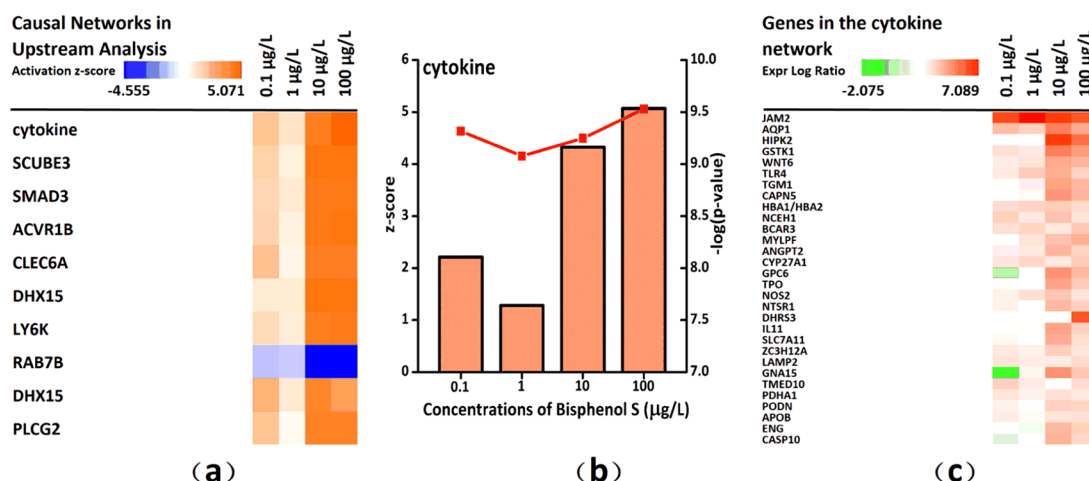 Causal Networks in
Upstream Analysis
Activation z-score
-4.555 5.071
0.1 µg/L
1 µg/L
10 µg/L
100 µg/L
cytokine
SCUBE3
SMAD3
ACVR1B
CLEC6A
DHX15
LY6K
RAB7B
DHX15
PLCG2
(a)
cytokine
z-score
6
5
4
3
2
1
0
-log(p-value)
10.0
9.5
9.0
8.5
8.0
7.5
7.0
0.1 1 10 100
Concentrations of Bisphenol S (µg/L)
(b)
Genes in the cytokine
network
Expr Log Ratio
-2.075 7.089
0.1 µg/L
1 µg/L
10 µg/L
100 µg/L
JAM2
AQP1
HIPK2
GSTK1
WNT6
TLR4
TGM1
CAPN5
HBA1/HBA2
NCEH1
BCAR3
MYLPF
ANGPT2
CYP27A1
GPC6
TPO
NOS2
NTSR1
DHRS3
IL11
SLC7A11
ZC3H12A
LAMP2
GNA15
TMED10
PDHA1
PODN
APOB
ENG
CASP10
(c)